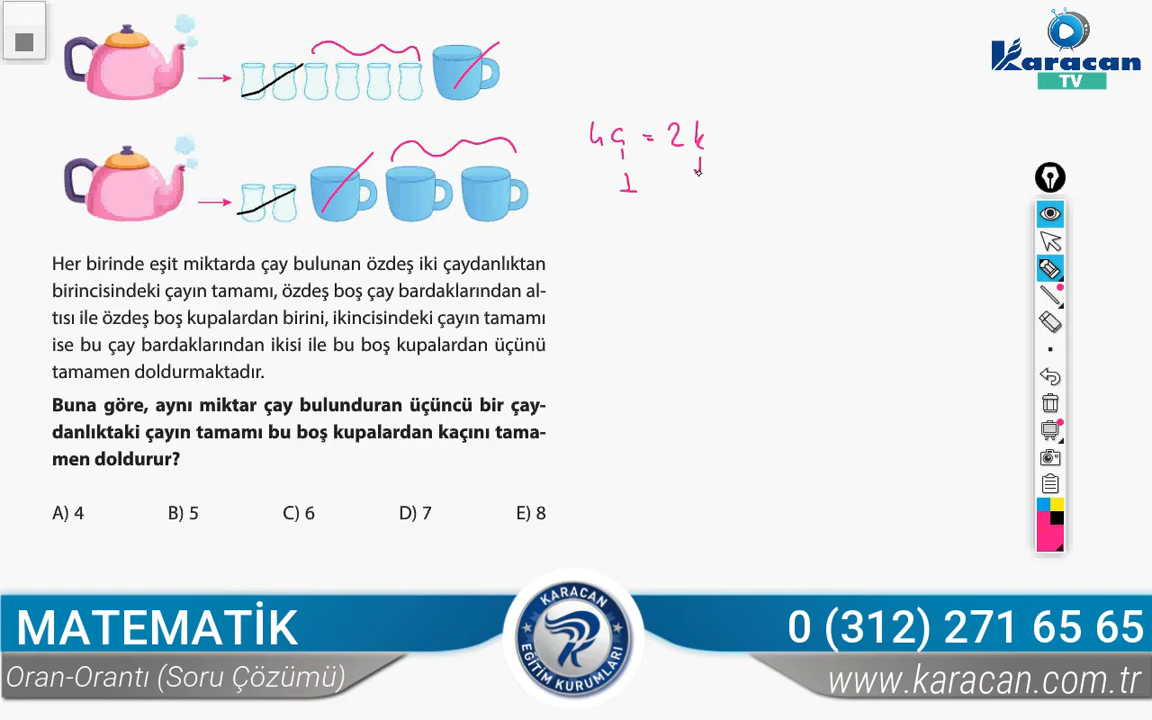 Karacan
TV
4ç = 2k
1
Her birinde eşit miktarda çay bulunan özdeş iki çaydanlıktan
birincisindeki çayın tamamı, özdeş boş çay bardaklarından al-
tısı ile özdeş boş kupalardan birini, ikincisindeki çayın tamamı
ise bu çay bardaklarından ikisi ile bu boş kupalardan üçünü
tamamen doldurmaktadır.
Buna göre, aynı miktar çay bulunduran üçüncü bir çay-
danlıktaki çayın tamamı bu boş kupalardan kaçını tama-
men doldurur?
A) 4 B) 5 C) 6 D) 7 E) 8
KARACAN
EĞİTİM KURUMLARI
MATEMATİK
0 (312) 271 65 65
Oran-Orantı (Soru Çözümü)
www.karacan.com.tr